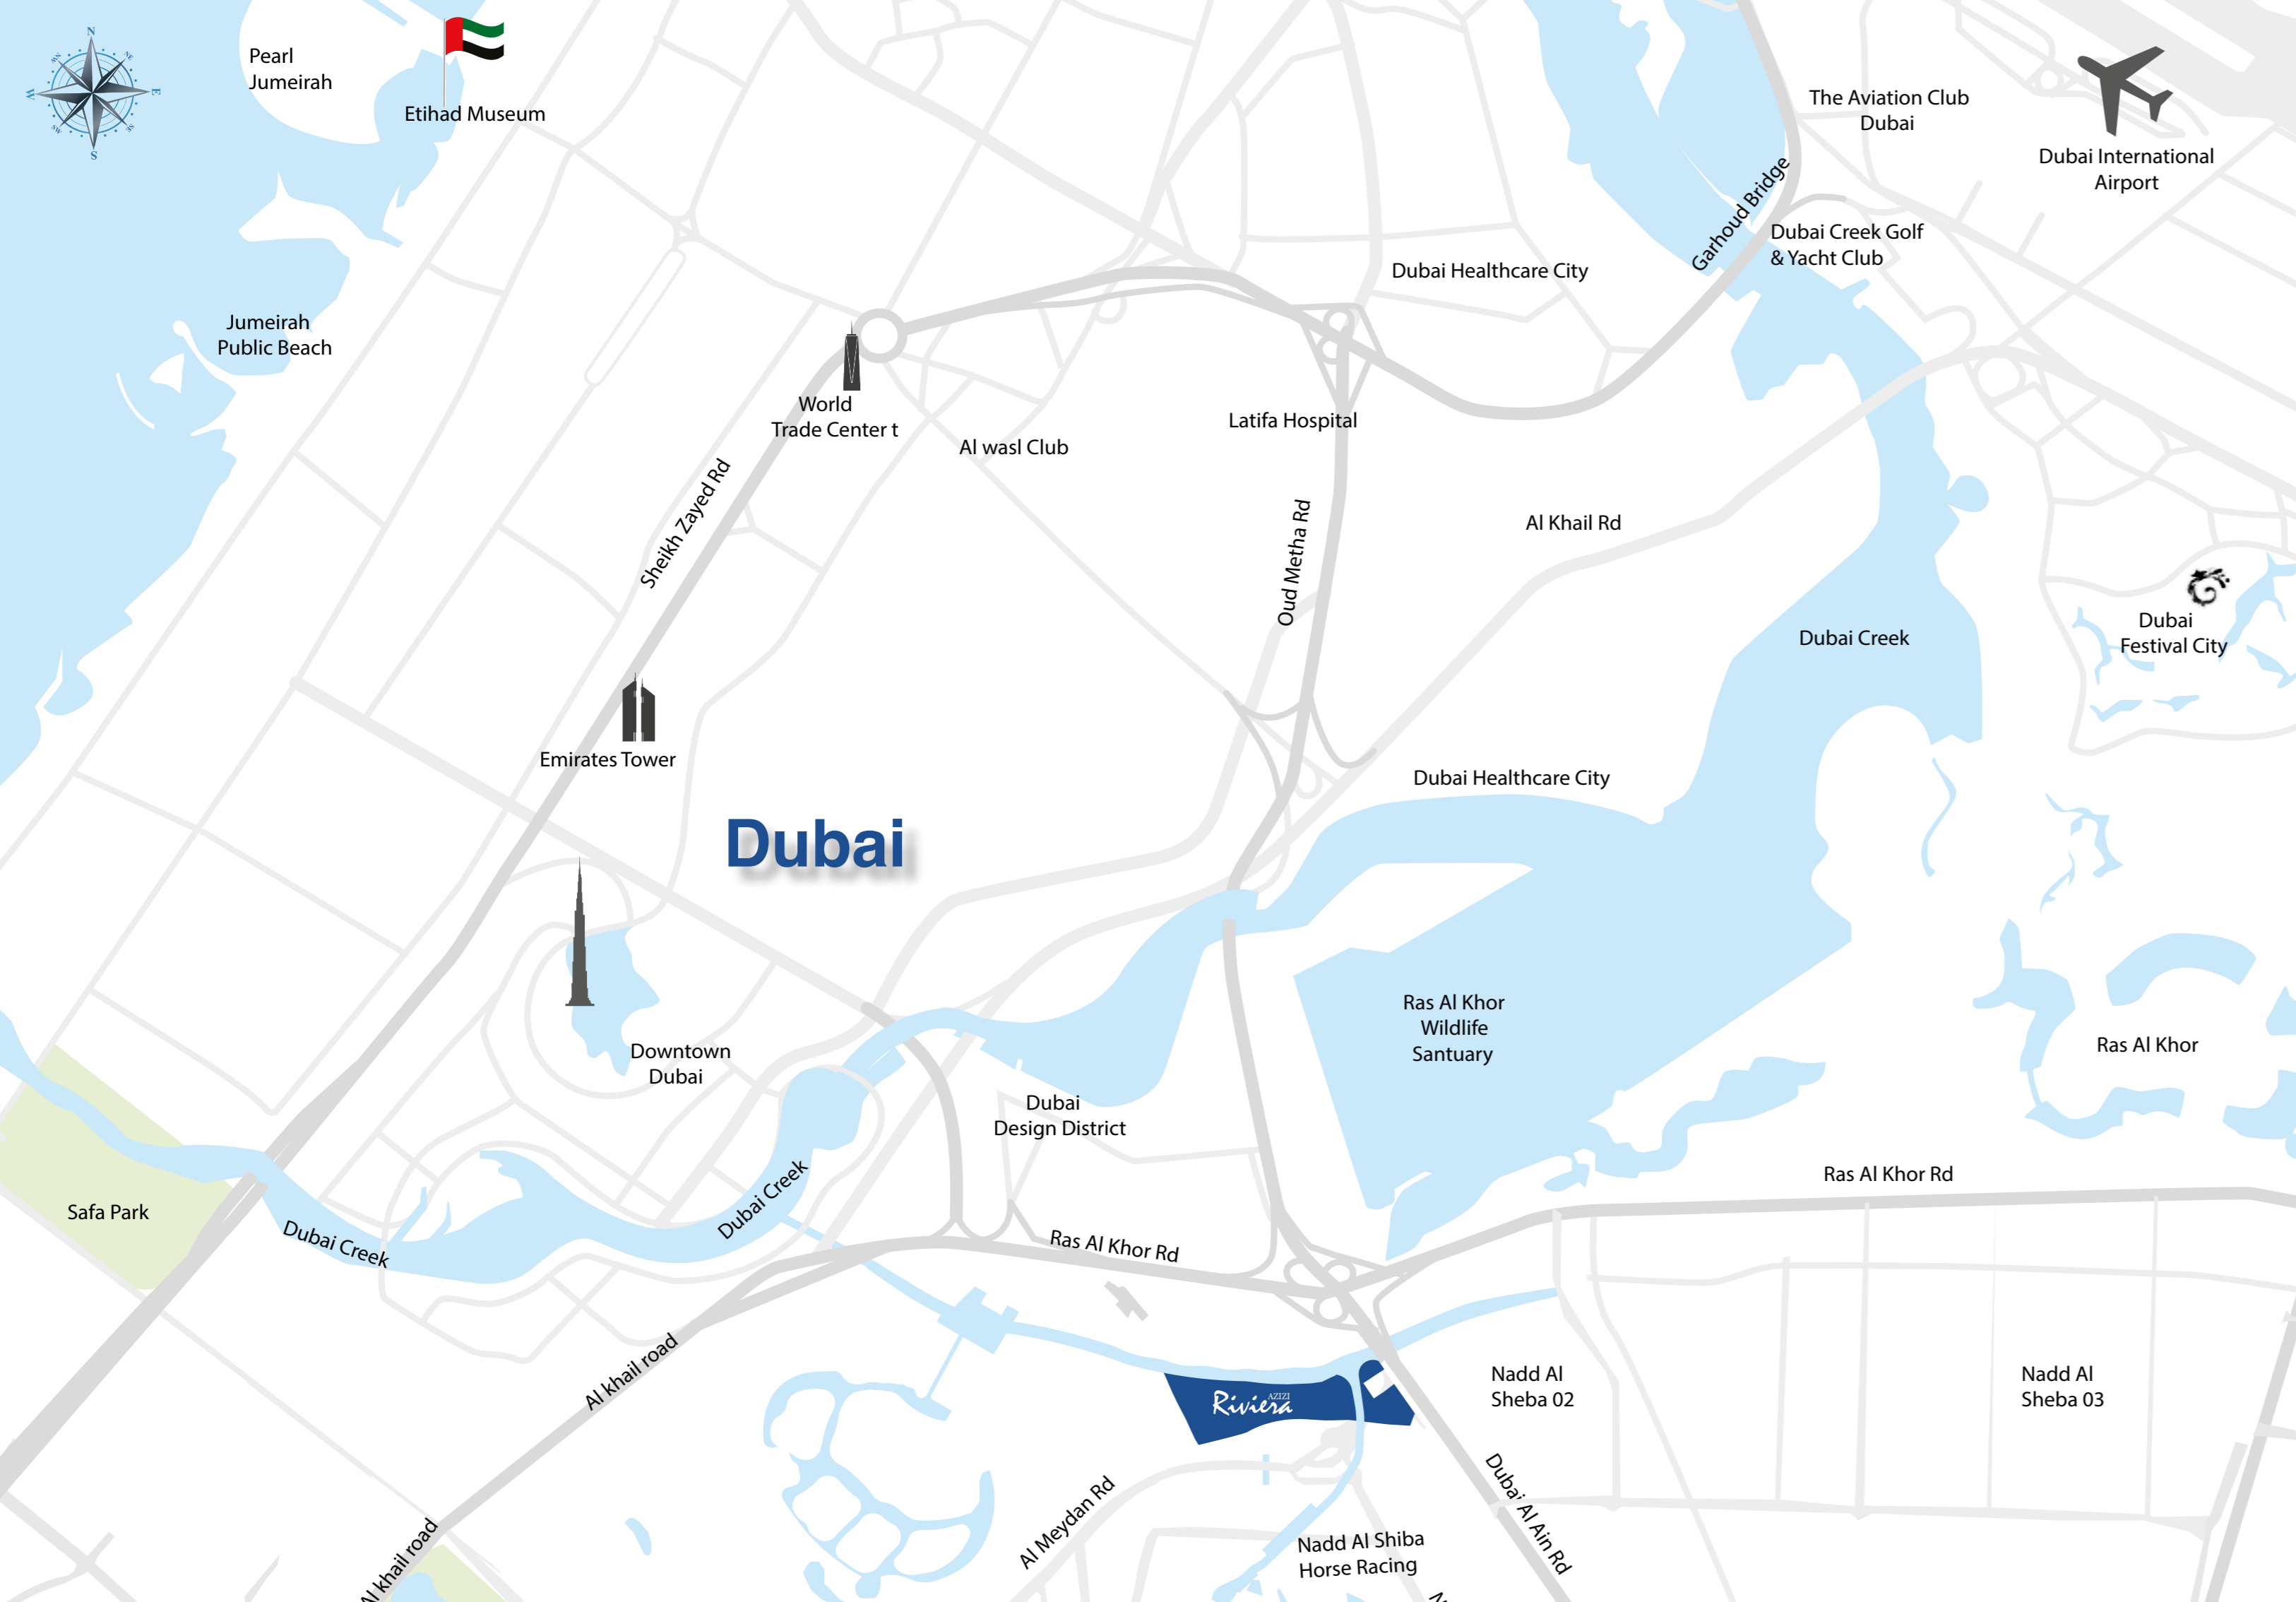 N
NE
E
SE
S
SW
W
NW
Pearl
Jumeirah
Etihad Museum
The Aviation Club
Dubai
Dubai International
Airport
Garhoud Bridge
Dubai Creek Golf
& Yacht Club
Dubai Healthcare City
Jumeirah
Public Beach
World
Trade Center t
Al wasl Club
Latifa Hospital
Sheikh Zayed Rd
Oud Metha Rd
Al Khail Rd
Dubai Creek
Dubai
Festival City
Emirates Tower
Dubai Healthcare City
Dubai
Ras Al Khor
Wildlife
Santuary
Ras Al Khor
Downtown
Dubai
Dubai
Design District
Ras Al Khor Rd
Safa Park
Dubai Creek
Dubai Creek
Ras Al Khor Rd
Al khail road
AZIZI
Riviera
Nadd Al
Sheba 02
Nadd Al
Sheba 03
Al Meydan Rd
Dubai Al Ain Rd
Al khail road
Nadd Al Shiba
Horse Racing